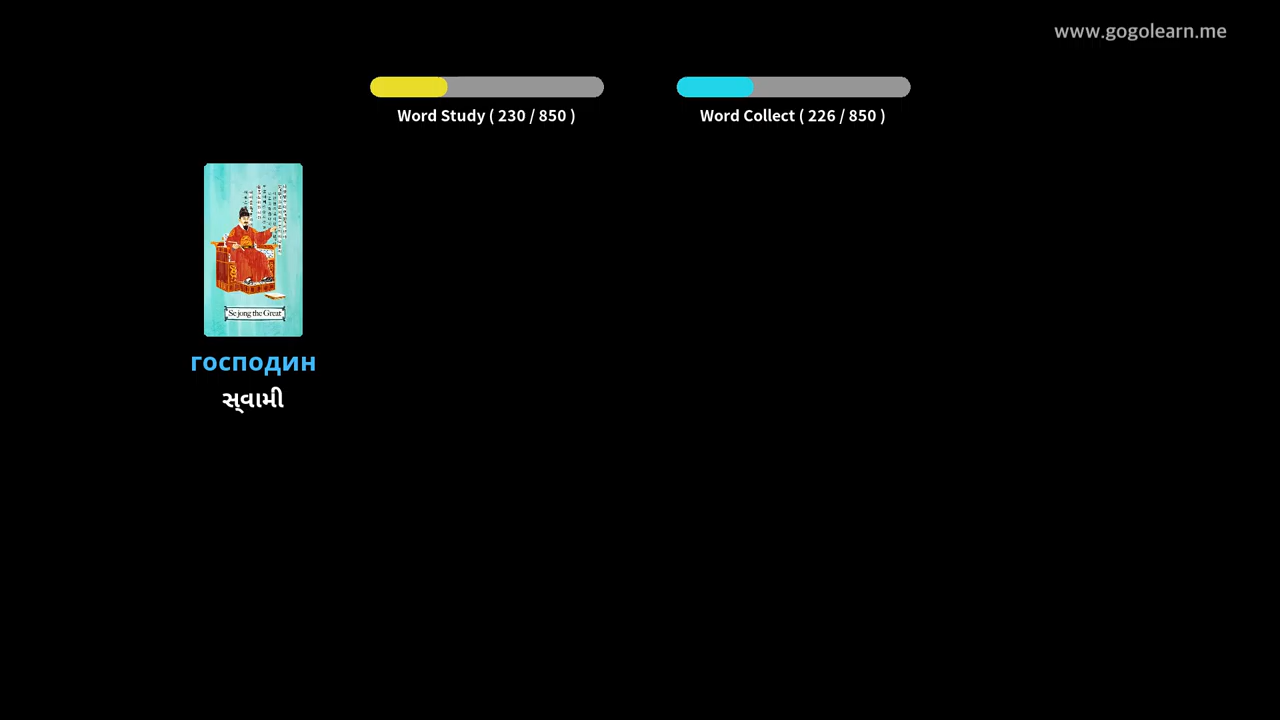 www.gogolearn.me
Word Study ( 230 / 850 )
Word Collect ( 226 / 850 )
Sejong the Great
господин
સ્વામી